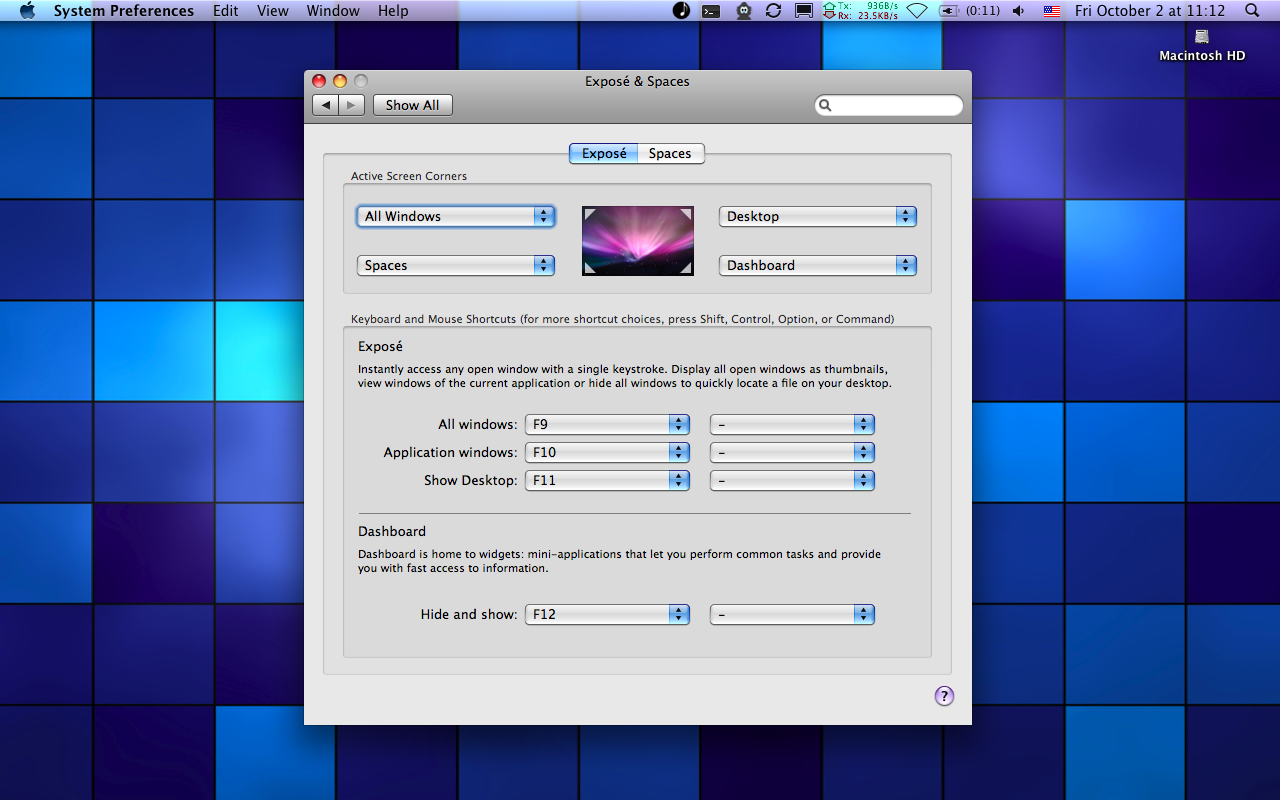 System Preferences Edit View Window Help Tx: 936B/s Rx: 23.5KB/s (0:11) Fri October 2 at 11:12
Macintosh HD
Exposé & Spaces
Show All
Exposé Spaces
Active Screen Corners
All Windows Desktop
Spaces Dashboard
Keyboard and Mouse Shortcuts (for more shortcut choices, press Shift, Control, Option, or Command)
Exposé
Instantly access any open window with a single keystroke. Display all open windows as thumbnails,
view windows of the current application or hide all windows to quickly locate a file on your desktop.
All windows: F9 –
Application windows: F10 –
Show Desktop: F11 –
Dashboard
Dashboard is home to widgets: mini-applications that let you perform common tasks and provide
you with fast access to information.
Hide and show: F12 –
?